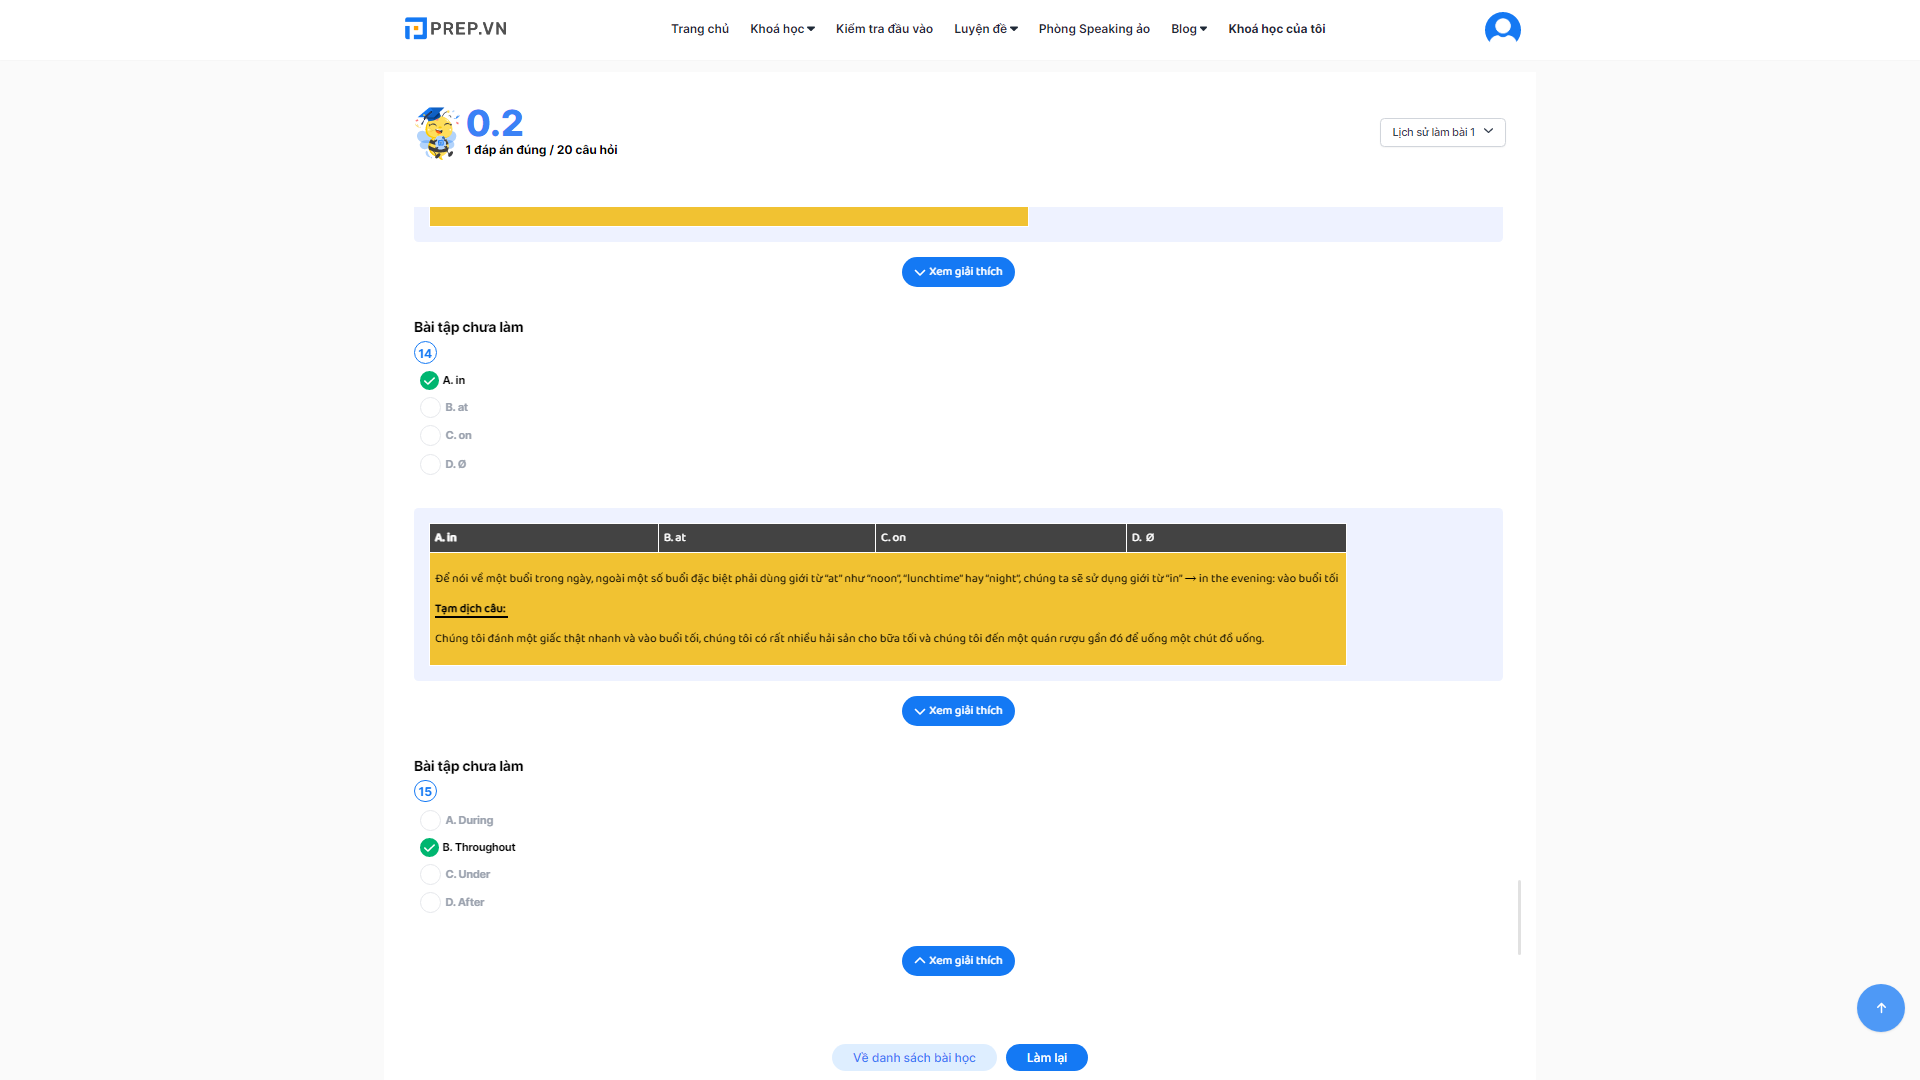 PREP.VN
Trang chủ Khoá học Kiểm tra đầu vào Luyện đề Phòng Speaking ảo Blog Khoá học của tôi
0.2
1 đáp án đúng / 20 câu hỏi
Lịch sử làm bài 1
Xem giải thích
Bài tập chưa làm
14
A. in
B. at
C. on
D. Ø
A. in B. at C. on D. Ø
Để nói về một buổi trong ngày, ngoài một số buổi đặc biệt phải dùng giới từ "at" như "noon", "lunchtime" hay "night", chúng ta sẽ sử dụng giới từ "in" → in the evening: vào buổi tối
Tạm dịch câu:
Chúng tôi đánh một giấc thật nhanh và vào buổi tối, chúng tôi có rất nhiều hải sản cho bữa tối và chúng tôi đến một quán rượu gần đó để uống một chút đồ uống.
Xem giải thích
Bài tập chưa làm
15
A. During
B. Throughout
C. Under
D. After
Xem giải thích
Về danh sách bài học Làm lại